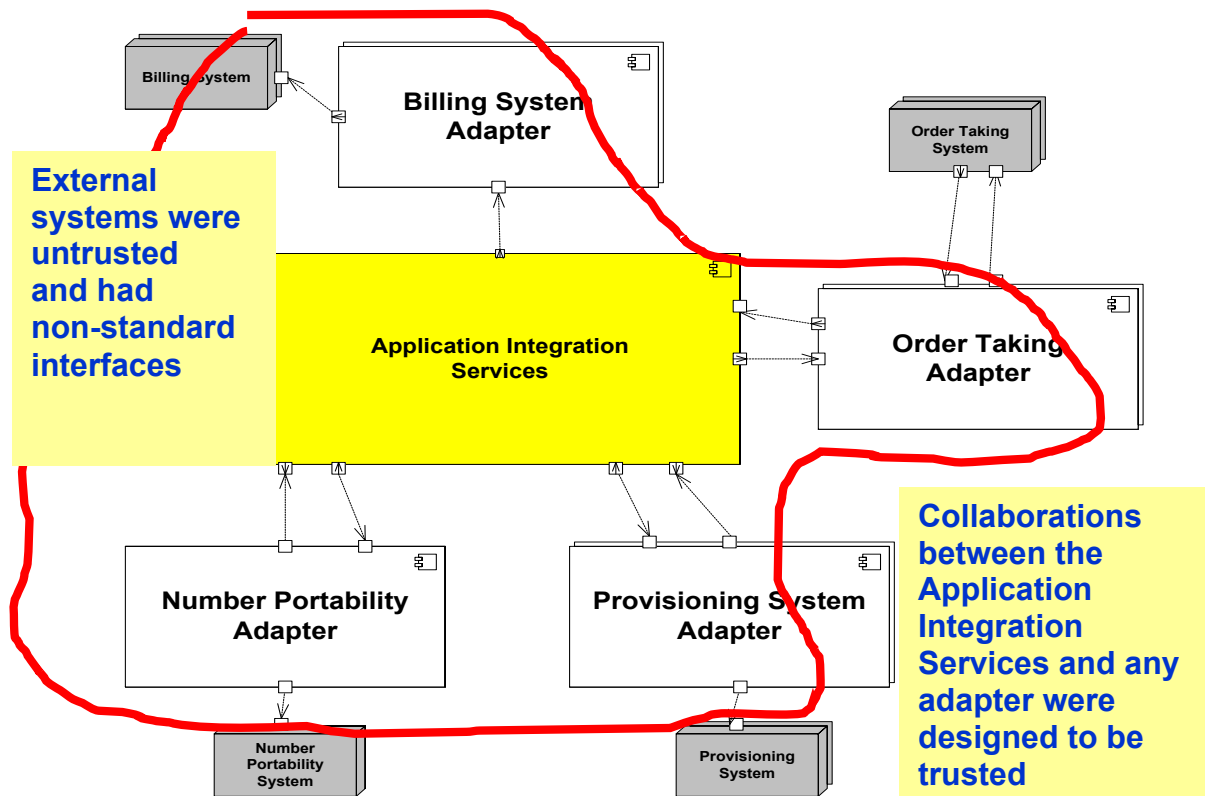 Billing System
Billing System
Adapter
Order Taking
System
External
systems were
untrusted
and had
non-standard
interfaces
Application Integration
Services
Order Taking
Adapter
Number Portability
Adapter
Provisioning System
Adapter
Collaborations
between the
Application
Integration
Services and any
adapter were
designed to be
trusted
Number
Portability
System
Provisioning
System